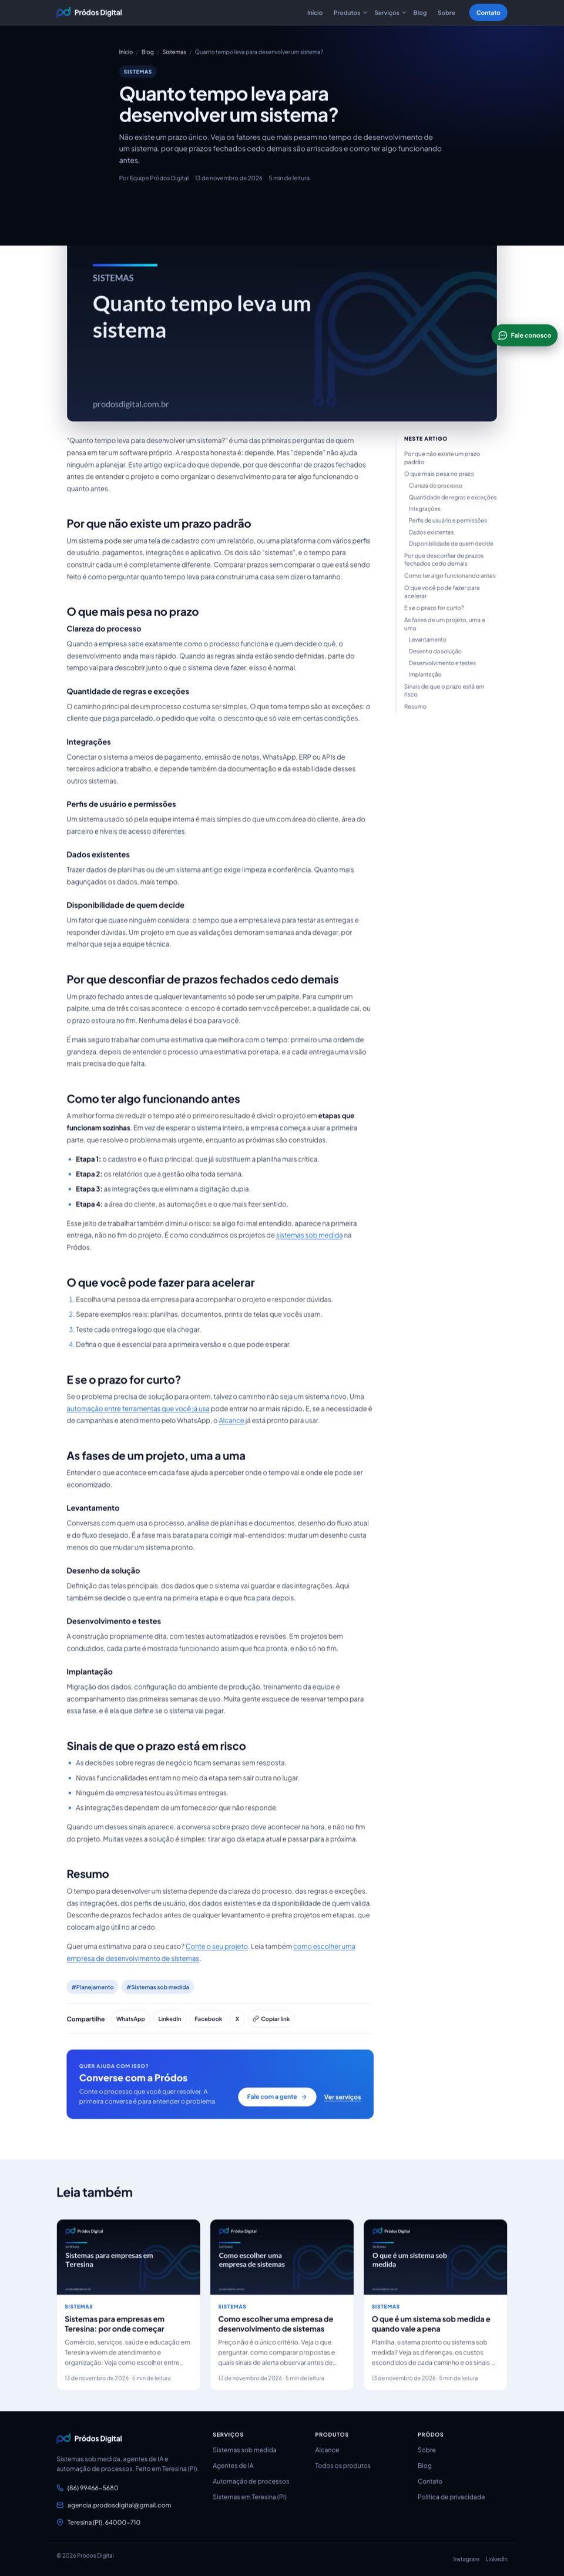 Pródos Digital
Início
Produtos
Serviços
Blog
Sobre
Contato
Início / Blog / Sistemas / Quanto tempo leva para desenvolver um sistema?
SISTEMAS
Quanto tempo leva para
desenvolver um sistema?
Não existe um prazo único. Veja os fatores que mais pesam no tempo de desenvolvimento de
um sistema, por que prazos fechados cedo demais são arriscados e como ter algo funcionando
antes.
Por Equipe Pródos Digital 13 de novembro de 2026 5 min de leitura
SISTEMAS
Quanto tempo leva um
sistema
prodosdigital.com.br
Fale conosco
"Quanto tempo leva para desenvolver um sistema?" é uma das primeiras perguntas de quem
pensa em ter um software próprio. A resposta honesta é: depende. Mas "depende" não ajuda
ninguém a planejar. Este artigo explica do que depende, por que desconfiar de prazos fechados
antes de entender o projeto e como organizar o desenvolvimento para ter algo funcionando o
quanto antes.
Por que não existe um prazo padrão
Um sistema pode ser uma tela de cadastro com um relatório, ou uma plataforma com vários perfis
de usuário, pagamentos, integrações e aplicativo. Os dois são "sistemas", e o tempo para
construir cada um é completamente diferente. Comparar prazos sem comparar o que está sendo
feito é como perguntar quanto tempo leva para construir uma casa sem dizer o tamanho.
O que mais pesa no prazo
Clareza do processo
Quando a empresa sabe exatamente como o processo funciona e quem decide o quê, o
desenvolvimento anda mais rápido. Quando as regras ainda estão sendo definidas, parte do
tempo vai para descobrir junto o que o sistema deve fazer, e isso é normal.
Quantidade de regras e exceções
O caminho principal de um processo costuma ser simples. O que toma tempo são as exceções: o
cliente que paga parcelado, o pedido que volta, o desconto que só vale em certas condições.
Integrações
Conectar o sistema a meios de pagamento, emissão de notas, WhatsApp, ERP ou APIs de
terceiros adiciona trabalho, e depende também da documentação e da estabilidade desses
outros sistemas.
Perfis de usuário e permissões
Um sistema usado só pela equipe interna é mais simples do que um com área do cliente, área do
parceiro e níveis de acesso diferentes.
Dados existentes
Trazer dados de planilhas ou de um sistema antigo exige limpeza e conferência. Quanto mais
bagunçados os dados, mais tempo.
Disponibilidade de quem decide
Um fator que quase ninguém considera: o tempo que a empresa leva para testar as entregas e
responder dúvidas. Um projeto em que as validações demoram semanas anda devagar, por
melhor que seja a equipe técnica.
Por que desconfiar de prazos fechados cedo demais
Um prazo fechado antes de qualquer levantamento só pode ser um palpite. Para cumprir um
palpite, uma de três coisas acontece: o escopo é cortado sem você perceber, a qualidade cai, ou
o prazo estoura no fim. Nenhuma delas é boa para você.
É mais seguro trabalhar com uma estimativa que melhora com o tempo: primeiro uma ordem de
grandeza, depois de entender o processo uma estimativa por etapa, e a cada entrega uma visão
mais precisa do que falta.
Como ter algo funcionando antes
A melhor forma de reduzir o tempo até o primeiro resultado é dividir o projeto em etapas que
funcionam sozinhas. Em vez de esperar o sistema inteiro, a empresa começa a usar a primeira
parte, que resolve o problema mais urgente, enquanto as próximas são construídas.
Etapa 1: o cadastro e o fluxo principal, que já substituem a planilha mais crítica.
Etapa 2: os relatórios que a gestão olha toda semana.
Etapa 3: as integrações que eliminam a digitação dupla.
Etapa 4: a área do cliente, as automações e o que mais fizer sentido.
Esse jeito de trabalhar também diminui o risco: se algo foi mal entendido, aparece na primeira
entrega, não no fim do projeto. É como conduzimos os projetos de sistemas sob medida na
Pródos.
O que você pode fazer para acelerar
1. Escolha uma pessoa da empresa para acompanhar o projeto e responder dúvidas.
2. Separe exemplos reais: planilhas, documentos, prints de telas que vocês usam.
3. Teste cada entrega logo que ela chegar.
4. Defina o que é essencial para a primeira versão e o que pode esperar.
E se o prazo for curto?
Se o problema precisa de solução para ontem, talvez o caminho não seja um sistema novo. Uma
automação entre ferramentas que você já usa pode entrar no ar mais rápido. E, se a necessidade é
de campanhas e atendimento pelo WhatsApp, o Alcance já está pronto para usar.
As fases de um projeto, uma a uma
Entender o que acontece em cada fase ajuda a perceber onde o tempo vai e onde ele pode ser
economizado.
Levantamento
Conversas com quem usa o processo, análise de planilhas e documentos, desenho do fluxo atual
e do fluxo desejado. É a fase mais barata para corrigir mal-entendidos: mudar um desenho custa
menos do que mudar um sistema pronto.
Desenho da solução
Definição das telas principais, dos dados que o sistema vai guardar e das integrações. Aqui
também se decide o que entra na primeira etapa e o que fica para depois.
Desenvolvimento e testes
A construção propriamente dita, com testes automatizados e revisões. Em projetos bem
conduzidos, cada parte é mostrada funcionando assim que fica pronta, e não só no fim.
Implantação
Migração dos dados, configuração do ambiente de produção, treinamento da equipe e
acompanhamento das primeiras semanas de uso. Muita gente esquece de reservar tempo para
essa fase, e é ela que define se o sistema vai pegar.
Sinais de que o prazo está em risco
As decisões sobre regras de negócio ficam semanas sem resposta.
Novas funcionalidades entram no meio da etapa sem sair outra no lugar.
Ninguém da empresa testou as últimas entregas.
As integrações dependem de um fornecedor que não responde.
Quando um desses sinais aparece, a conversa sobre prazo deve acontecer na hora, e não no fim
do projeto. Muitas vezes a solução é simples: tirar algo da etapa atual e passar para a próxima.
Resumo
O tempo para desenvolver um sistema depende da clareza do processo, das regras e exceções,
das integrações, dos perfis de usuário, dos dados existentes e da disponibilidade de quem valida.
Desconfie de prazos fechados antes de qualquer levantamento e prefira projetos em etapas, que
colocam algo útil no ar cedo.
Quer uma estimativa para o seu caso? Conte o seu projeto. Leia também como escolher uma
empresa de desenvolvimento de sistemas.
#Planejamento #Sistemas sob medida
Compartilhe WhatsApp LinkedIn Facebook X Copiar link
QUER AJUDA COM ISSO?
Converse com a Pródos
Conte o processo que você quer resolver. A
primeira conversa é para entender o problema.
Fale com a gente
Ver serviços
NESTE ARTIGO
Por que não existe um prazo
padrão
O que mais pesa no prazo
Clareza do processo
Quantidade de regras e exceções
Integrações
Perfis de usuário e permissões
Dados existentes
Disponibilidade de quem decide
Por que desconfiar de prazos
fechados cedo demais
Como ter algo funcionando antes
O que você pode fazer para
acelerar
E se o prazo for curto?
As fases de um projeto, uma a
uma
Levantamento
Desenho da solução
Desenvolvimento e testes
Implantação
Sinais de que o prazo está em
risco
Resumo
Leia também
Pródos Digital
Sistemas para empresas em
Teresina
SISTEMAS
Sistemas para empresas em
Teresina: por onde começar
Comércio, serviços, saúde e educação em
Teresina vivem de atendimento e
organização. Veja como escolher entre…
13 de novembro de 2026 · 5 min de leitura
Pródos Digital
Como escolher uma
empresa de sistemas
SISTEMAS
Como escolher uma empresa de
desenvolvimento de sistemas
Preço não é o único critério. Veja o que
perguntar, como comparar propostas e
quais sinais de alerta observar antes de…
13 de novembro de 2026 · 5 min de leitura
Pródos Digital
O que é um sistema sob
medida
SISTEMAS
O que é um sistema sob medida e
quando vale a pena
Planilha, sistema pronto ou sistema sob
medida? Veja as diferenças, os custos
escondidos de cada caminho e os sinais…
13 de novembro de 2026 · 5 min de leitura
Pródos Digital
Sistemas sob medida, agentes de IA e
automação de processos. Feito em Teresina (PI).
(86) 99466-5680
agencia.prodosdigital@gmail.com
Teresina (PI), 64000-710
SERVIÇOS
Sistemas sob medida
Agentes de IA
Automação de processos
Sistemas em Teresina (PI)
PRODUTOS
Alcance
Todos os produtos
PRÓDOS
Sobre
Blog
Contato
Política de privacidade
© 2026 Pródos Digital
Instagram LinkedIn